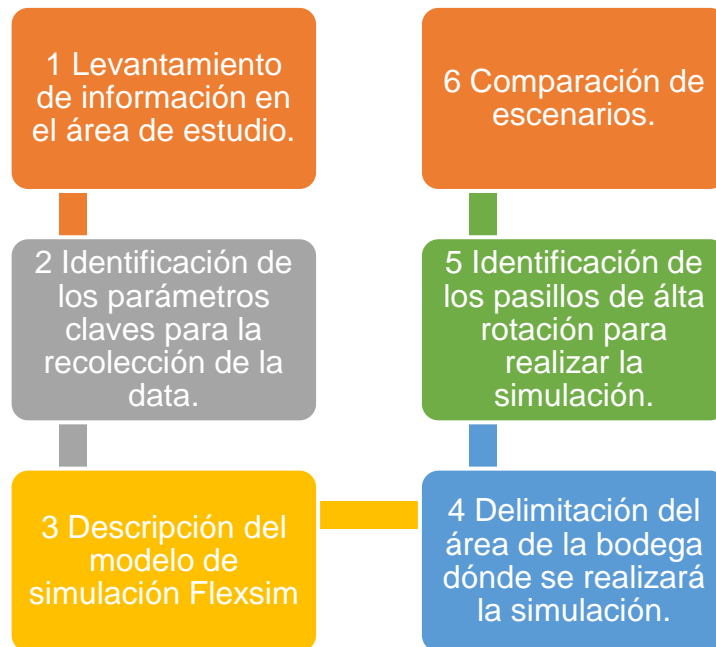 1 Levantamiento
de información en
el área de estudio.
2 Identificación de
los parámetros
claves para la
recolección de la
data.
3 Descripción del
modelo de
simulación Flexsim
4 Delimitación del
área de la bodega
dónde se realizará
la simulación.
5 Identificación de
los pasillos de álta
rotación para
realizar la
simulación.
6 Comparación de
escenarios.